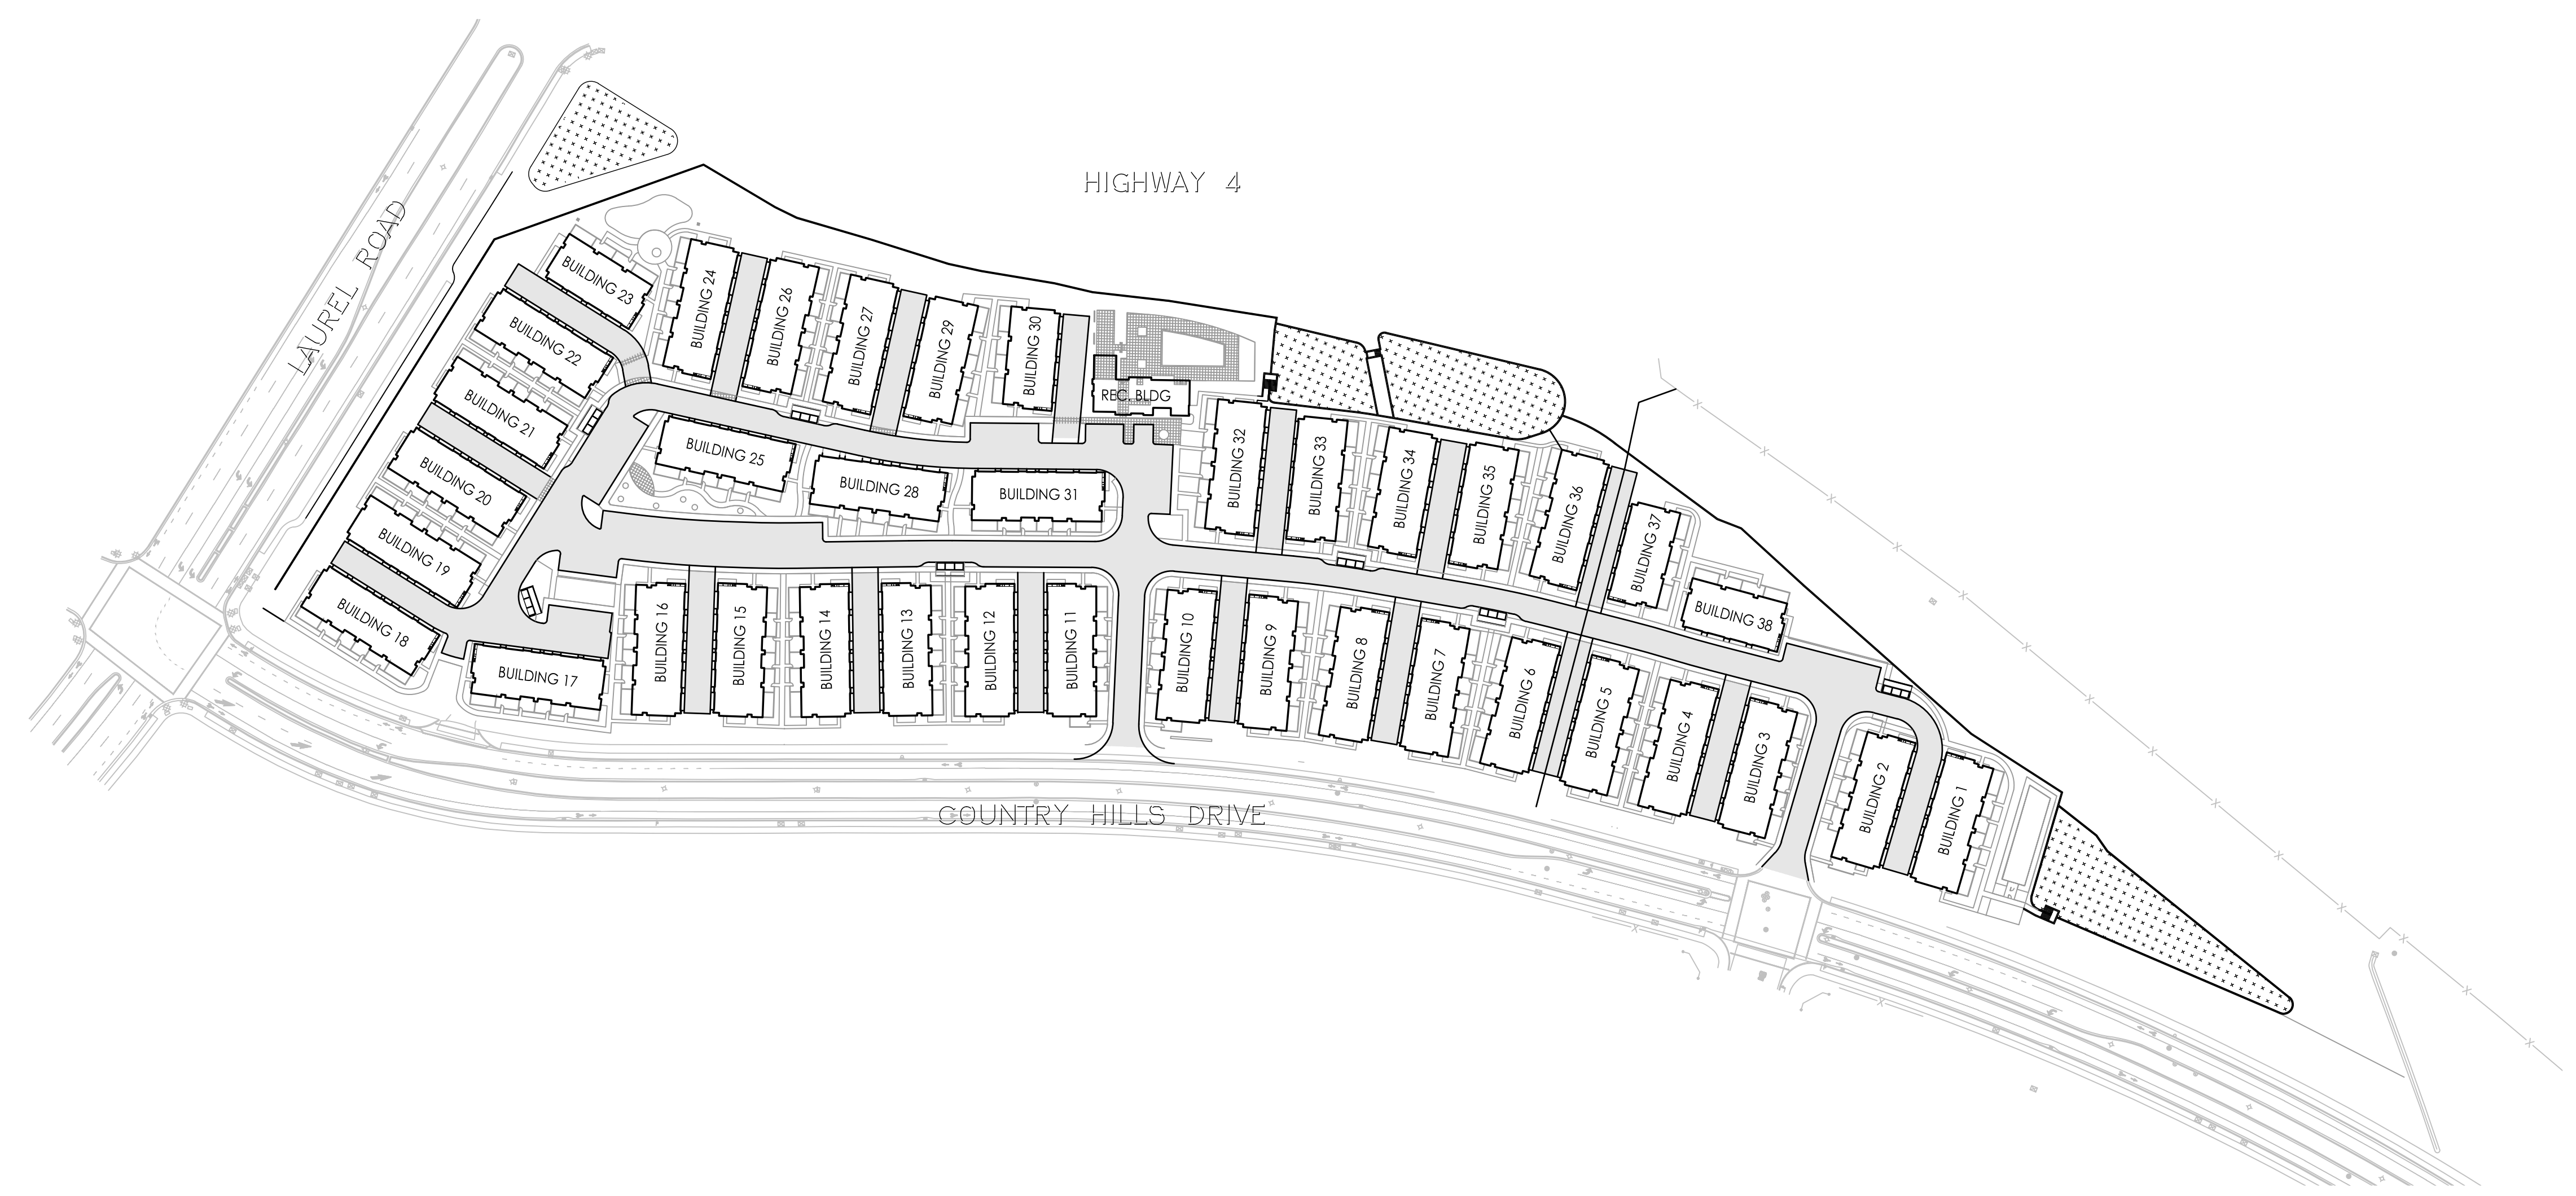 HIGHWAY 4
LAUREL ROAD
BUILDING 23
BUILDING 24
BUILDING 26
BUILDING 27
BUILDING 29
BUILDING 30
REC. BLDG
BUILDING 22
BUILDING 21
BUILDING 20
BUILDING 19
BUILDING 18
BUILDING 17
BUILDING 25
BUILDING 28
BUILDING 31
BUILDING 32
BUILDING 33
BUILDING 34
BUILDING 35
BUILDING 36
BUILDING 37
BUILDING 38
BUILDING 16
BUILDING 15
BUILDING 14
BUILDING 13
BUILDING 12
BUILDING 11
BUILDING 10
BUILDING 9
BUILDING 8
BUILDING 7
BUILDING 6
BUILDING 5
BUILDING 4
BUILDING 3
BUILDING 2
BUILDING 1
COUNTRY HILLS DRIVE